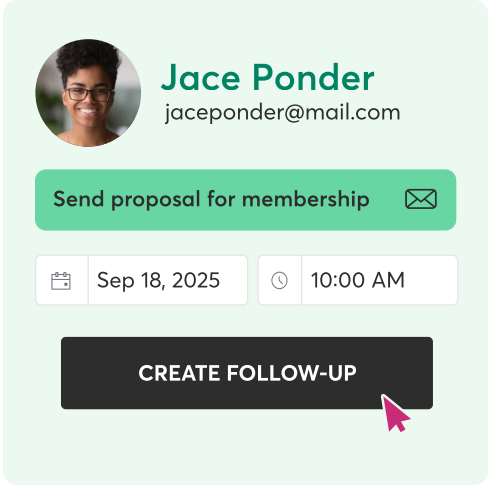 Jace Ponder
jaceponder@mail.com
Send proposal for membership
Sep 18, 2025
10:00 AM
CREATE FOLLOW-UP